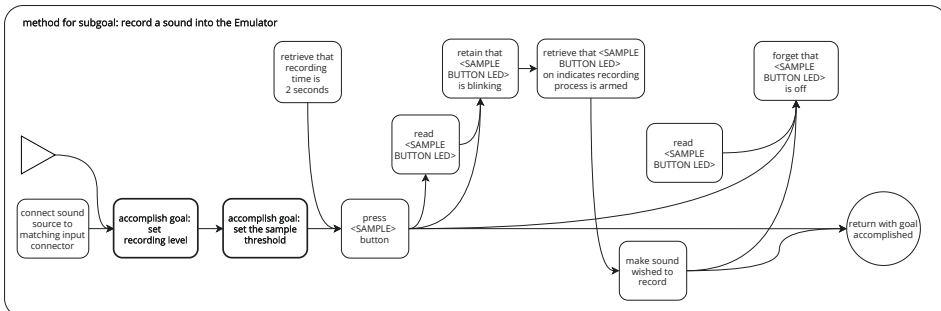 method for subgoal: record a sound into the Emulator
retrieve that
recording
time is
2 seconds
retain that
<SAMPLE
BUTTON LED>
is blinking
retrieve that <SAMPLE
BUTTON LED>
on indicates recording
process is armed
forget that
<SAMPLE
BUTTON LED>
is off
read
<SAMPLE
BUTTON LED>
read
<SAMPLE
BUTTON LED>
connect sound
source to
matching input
connector
accomplish goal:
set
recording level
accomplish goal:
set the sample
threshold
press
<SAMPLE>
button
return with goal
accomplished
make sound
wished to
record